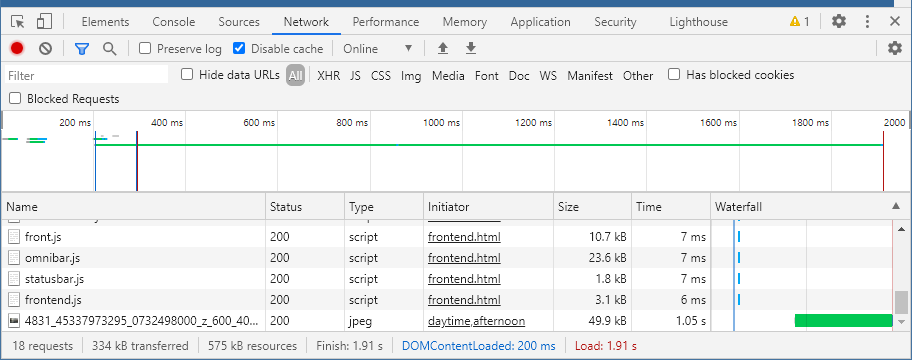 Elements Console Sources Network Performance Memory Application Security Lighthouse 1
Preserve log Disable cache Online
Filter Hide data URLs All XHR JS CSS Img Media Font Doc WS Manifest Other Has blocked cookies
Blocked Requests
200 ms 400 ms 600 ms 800 ms 1000 ms 1200 ms 1400 ms 1600 ms 1800 ms 2000
Name Status Type Initiator Size Time Waterfall
front.js 200 script frontend.html 10.7 kB 7 ms
omnibar.js 200 script frontend.html 23.6 kB 7 ms
statusbar.js 200 script frontend.html 1.8 kB 7 ms
frontend.js 200 script frontend.html 3.1 kB 6 ms
4831_45337973295_0732498000_z_600_40... 200 jpeg daytime,afternoon 49.9 kB 1.05 s
18 requests 334 kB transferred 575 kB resources Finish: 1.91 s DOMContentLoaded: 200 ms Load: 1.91 s